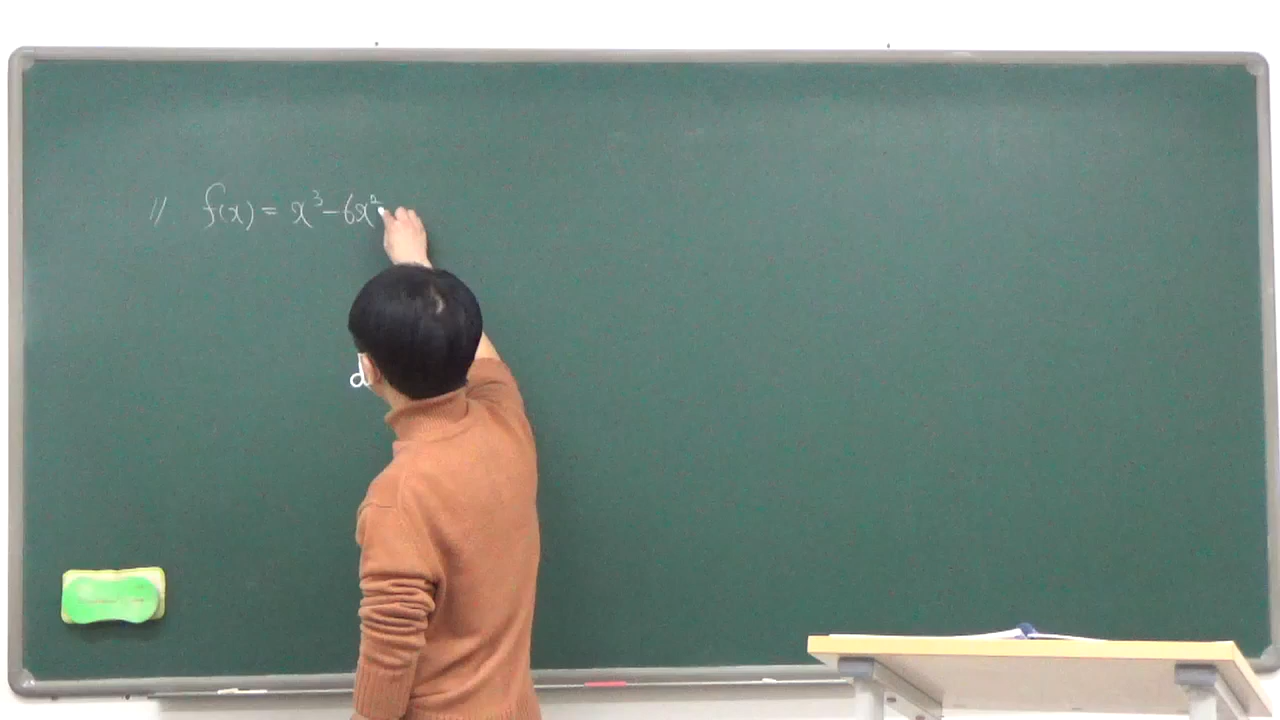 11. f(x) = x³-6x²
d